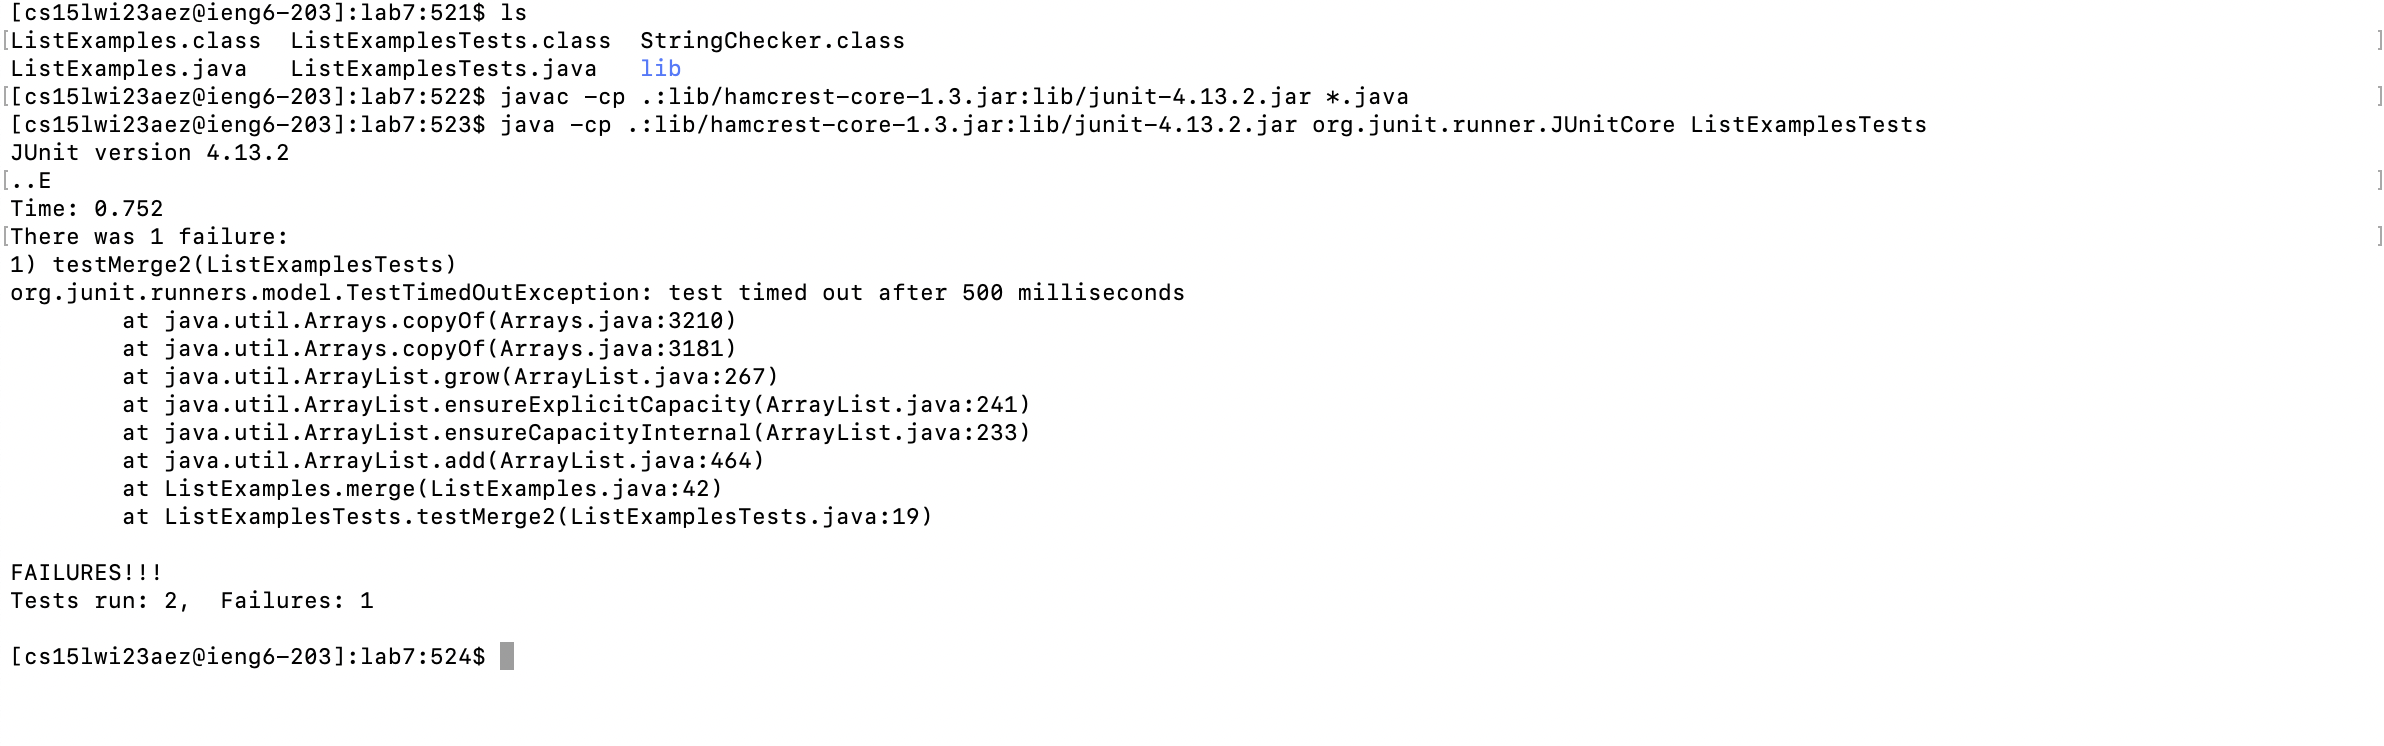 [cs15lwi23aez@ieng6-203]:lab7:521$ ls
[ListExamples.class  ListExamplesTests.class  StringChecker.class ]
ListExamples.java   ListExamplesTests.java   lib
[[cs15lwi23aez@ieng6-203]:lab7:522$ javac -cp .:lib/hamcrest-core-1.3.jar:lib/junit-4.13.2.jar *.java ]
[cs15lwi23aez@ieng6-203]:lab7:523$ java -cp .:lib/hamcrest-core-1.3.jar:lib/junit-4.13.2.jar org.junit.runner.JUnitCore ListExamplesTests
JUnit version 4.13.2
[..E ]
Time: 0.752
[There was 1 failure: ]
1) testMerge2(ListExamplesTests)
org.junit.runners.model.TestTimedOutException: test timed out after 500 milliseconds
        at java.util.Arrays.copyOf(Arrays.java:3210)
        at java.util.Arrays.copyOf(Arrays.java:3181)
        at java.util.ArrayList.grow(ArrayList.java:267)
        at java.util.ArrayList.ensureExplicitCapacity(ArrayList.java:241)
        at java.util.ArrayList.ensureCapacityInternal(ArrayList.java:233)
        at java.util.ArrayList.add(ArrayList.java:464)
        at ListExamples.merge(ListExamples.java:42)
        at ListExamplesTests.testMerge2(ListExamplesTests.java:19)

FAILURES!!!
Tests run: 2,  Failures: 1

[cs15lwi23aez@ieng6-203]:lab7:524$